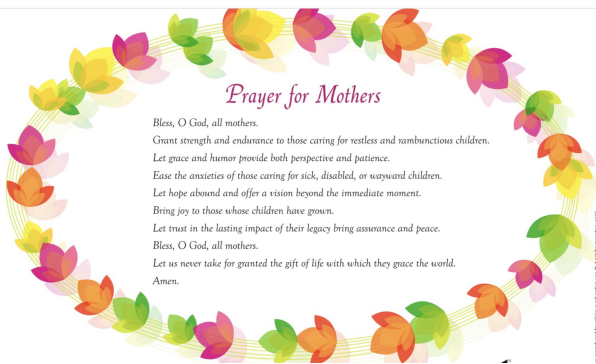 Prayer for Mothers
Bless, O God, all mothers.
Grant strength and endurance to those caring for restless and rambunctious children.
Let grace and humor provide both perspective and patience.
Ease the anxieties of those caring for sick, disabled, or wayward children.
Let hope abound and offer a vision beyond the immediate moment.
Bring joy to those whose children have grown.
Let trust in the lasting impact of their legacy bring assurance and peace.
Bless, O God, all mothers.
Let us never take for granted the gift of life with which they grace the world.
Amen.